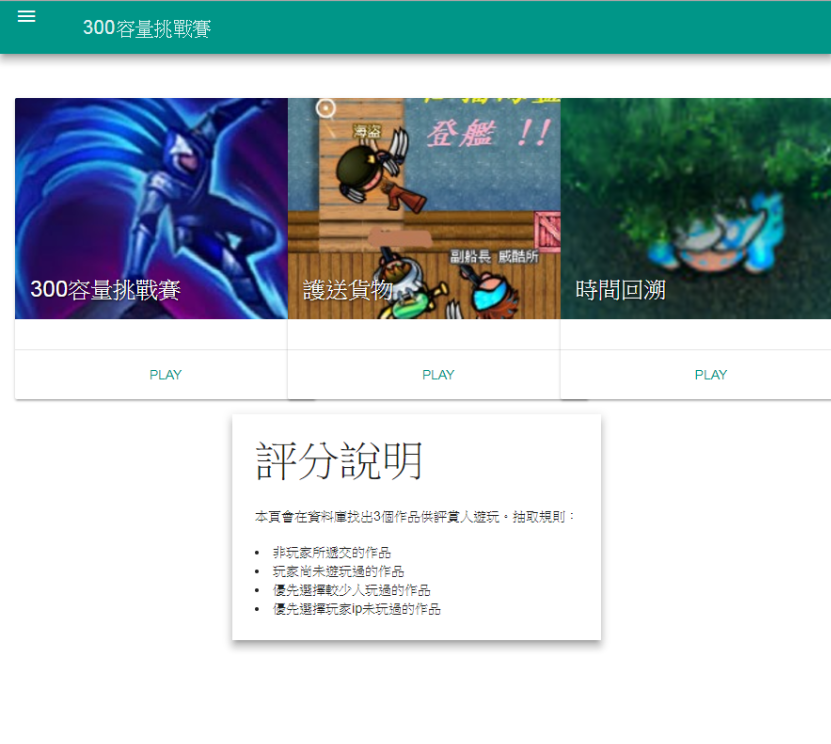 300容量挑戰賽
海盜
登艦 !!
副船長 威酷所
300容量挑戰賽
護送貨物
時間回溯
PLAY
PLAY
PLAY
評分說明
本頁會在資料庫找出3個作品供評賞人遊玩。抽取規則：
非玩家所遞交的作品
玩家尚未遊玩過的作品
優先選擇較少人玩過的作品
優先選擇玩家ip未玩過的作品